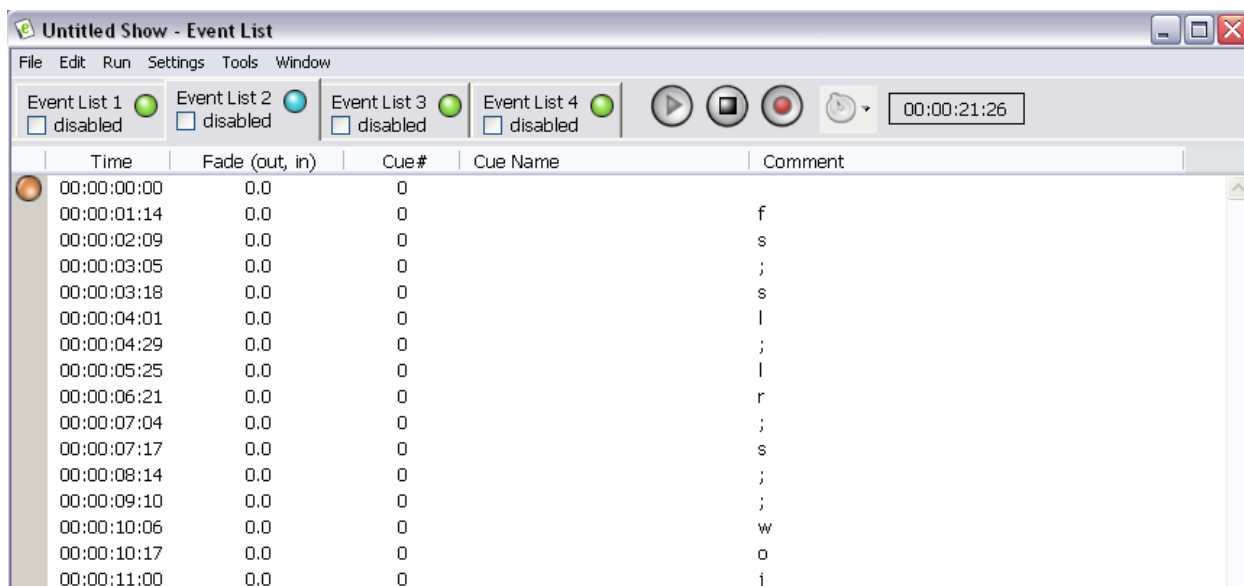 Untitled Show - Event List
File Edit Run Settings Tools Window
Event List 1 Event List 2 Event List 3 Event List 4
disabled disabled disabled disabled
00:00:21:26
Time Fade (out, in) Cue# Cue Name Comment
00:00:00:00 0.0 0
00:00:01:14 0.0 0 f
00:00:02:09 0.0 0 s
00:00:03:05 0.0 0 ;
00:00:03:18 0.0 0 s
00:00:04:01 0.0 0 l
00:00:04:29 0.0 0 ;
00:00:05:25 0.0 0 l
00:00:06:21 0.0 0 r
00:00:07:04 0.0 0 ;
00:00:07:17 0.0 0 s
00:00:08:14 0.0 0 ;
00:00:09:10 0.0 0 ;
00:00:10:06 0.0 0 w
00:00:10:17 0.0 0 o
00:00:11:00 0.0 0